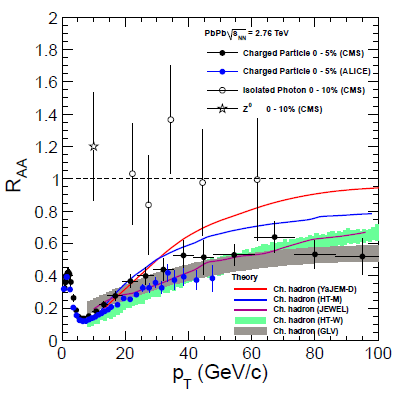 PbPb√s_NN = 2.76 TeV
Charged Particle 0 - 5% (CMS)
Charged Particle 0 - 5% (ALICE)
Isolated Photon 0 - 10% (CMS)
Z⁰ 0 - 10% (CMS)
R_AA
2
1.8
1.6
1.4
1.2
1
0.8
0.6
0.4
0.2
0
Theory
Ch. hadron (YaJEM-D)
Ch. hadron (HT-M)
Ch. hadron (JEWEL)
Ch. hadron (HT-W)
Ch. hadron (GLV)
0 20 40 60 80 100
p_T (GeV/c)